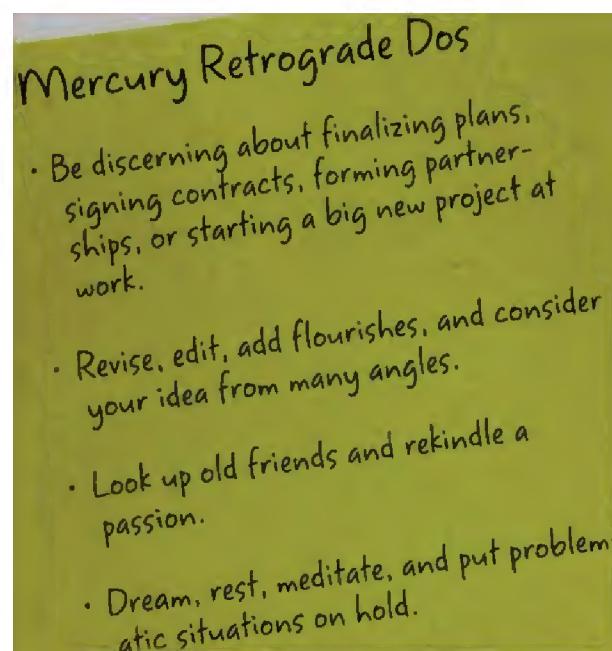 Mercury Retrograde Dos
· Be discerning about finalizing plans,
signing contracts, forming partner-
ships, or starting a big new project at
work.
· Revise, edit, add flourishes, and consider
your idea from many angles.
· Look up old friends and rekindle a
passion.
· Dream, rest, meditate, and put problem-
atic situations on hold.